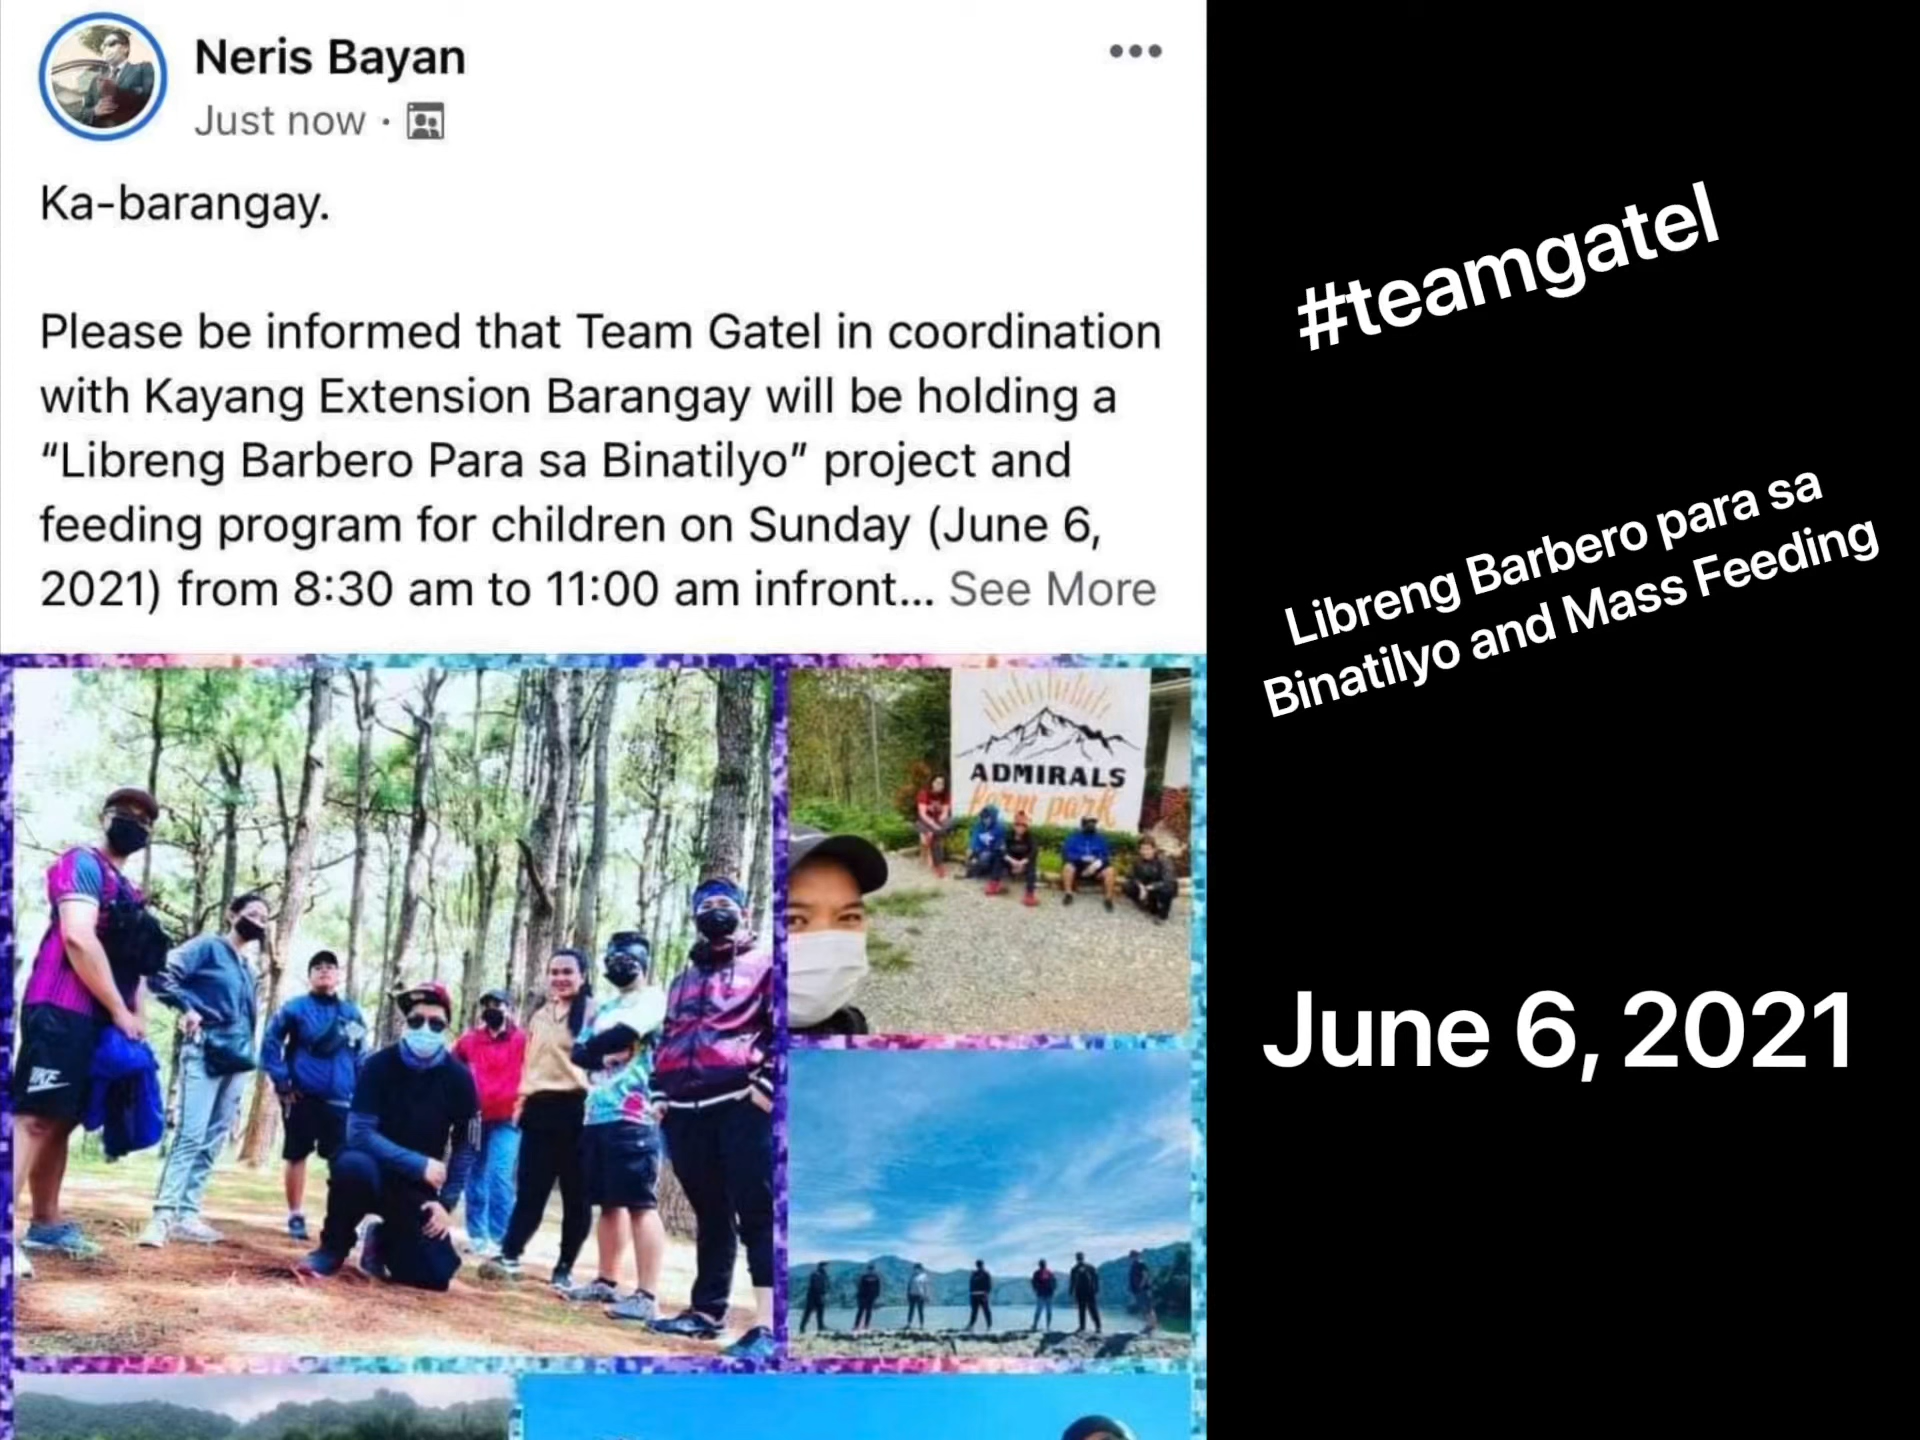 Neris Bayan
Just now ·
Ka-barangay.
Please be informed that Team Gatel in coordination
with Kayang Extension Barangay will be holding a
“Libreng Barbero Para sa Binatilyo” project and
feeding program for children on Sunday (June 6,
2021) from 8:30 am to 11:00 am infront... See More
ADMIRALS
farm park
#teamgatel
Libreng Barbero para sa
Binatilyo and Mass Feeding
June 6, 2021